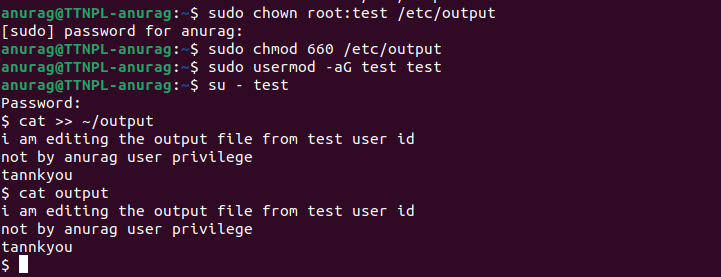 anurag@TTNPL-anurag:~$ sudo chown root:test /etc/output
[sudo] password for anurag:
anurag@TTNPL-anurag:~$ sudo chmod 660 /etc/output
anurag@TTNPL-anurag:~$ sudo usermod -aG test test
anurag@TTNPL-anurag:~$ su - test
Password:
$ cat >> ~/output
i am editing the output file from test user id
not by anurag user privilege
tannkyou
$ cat output
i am editing the output file from test user id
not by anurag user privilege
tannkyou
$